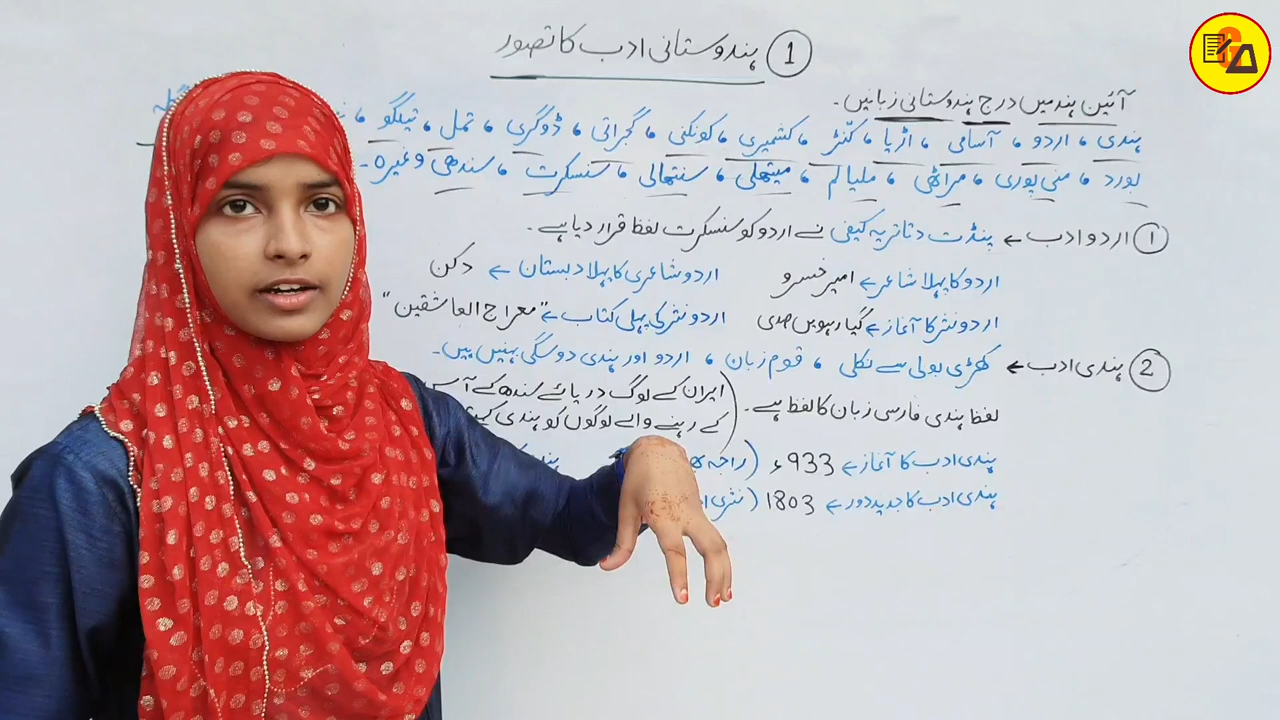 ① ہندوستانی ادب کا تصور
آئین ہند میں درج ہندوستانی زبانیں۔
ہندی، اردو، آسامی، اڑیا، کنّڑ، کشمیری، کونکنی، گجراتی، ڈوگری، تمل، تیلگو،
بورد، منی پوری، مراٹھی، ملیالم، میتھلی، سنتھالی، سنسکرت، سندھی وغیرہ۔
① اردو ادب ← پنڈت دتاتریہ کیفی نے اردو کو سنسکرت لفظ قرار دیا ہے۔
اردو کا پہلا شاعر ← امیر خسرو اردو شاعری کا پہلا دبستان ← دکن
اردو نثر کا آغاز ← گیارہویں صدی اردو نثر کی پہلی کتاب ← "معراج العاشقین"
② ہندی ادب ← کھڑی بولی سے نکلی، قوم زبان، اردو اور ہندی دو سگی بہنیں ہیں۔
لفظ ہندی فارسی زبان کا لفظ ہے۔ (ایران کے لوگ دریائے سندھ کے
کے رہنے والے لوگوں کو ہندی
ہندی ادب کا آغاز ← 933ء (راجہ
ہندی ادب کا جدید دور ← 1803 (نثری